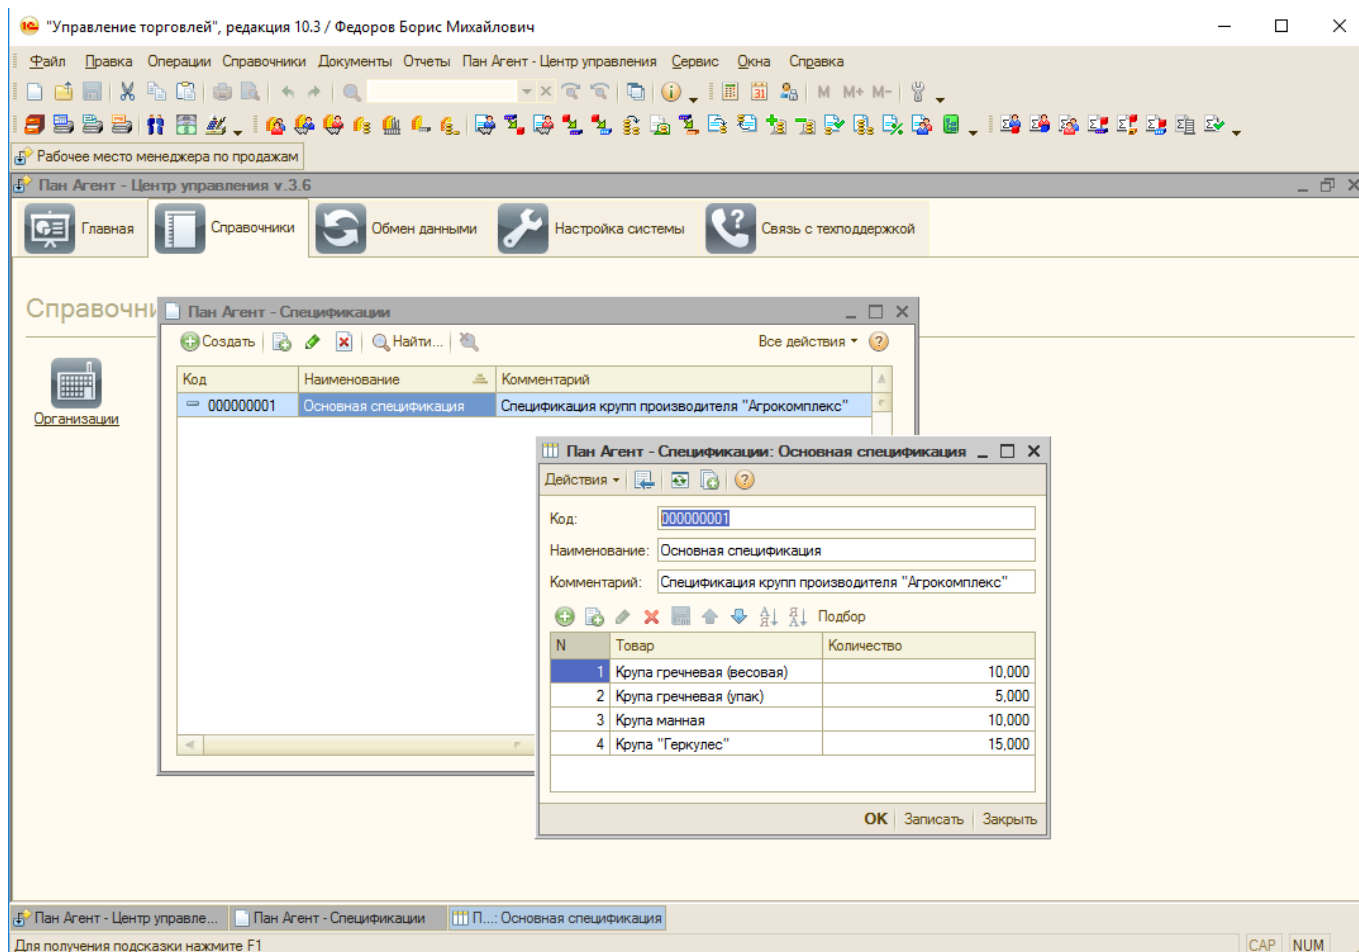 "Управление торговлей", редакция 10.3 / Федоров Борис Михайлович
Файл Правка Операции Справочники Документы Отчеты Пан Агент - Центр управления Сервис Окна Справка
M M+ M-
Рабочее место менеджера по продажам
Пан Агент - Центр управления v.3.6
Главная Справочники Обмен данными Настройка системы Связь с техподдержкой
Организации
Пан Агент - Спецификации
Создать Найти... Все действия
Код Наименование Комментарий
000000001 Основная спецификация Спецификация крупп производителя "Агрокомплекс"
Пан Агент - Спецификации: Основная спецификация
Действия
Код: 000000001
Наименование: Основная спецификация
Комментарий: Спецификация крупп производителя "Агрокомплекс"
Подбор
N Товар Количество
1 Крупа гречневая (весовая) 10,000
2 Крупа гречневая (упак) 5,000
3 Крупа манная 10,000
4 Крупа "Геркулес" 15,000
OK Записать Закрыть
Пан Агент - Центр управле... Пан Агент - Спецификации П...: Основная спецификация
Для получения подсказки нажмите F1 CAP NUM